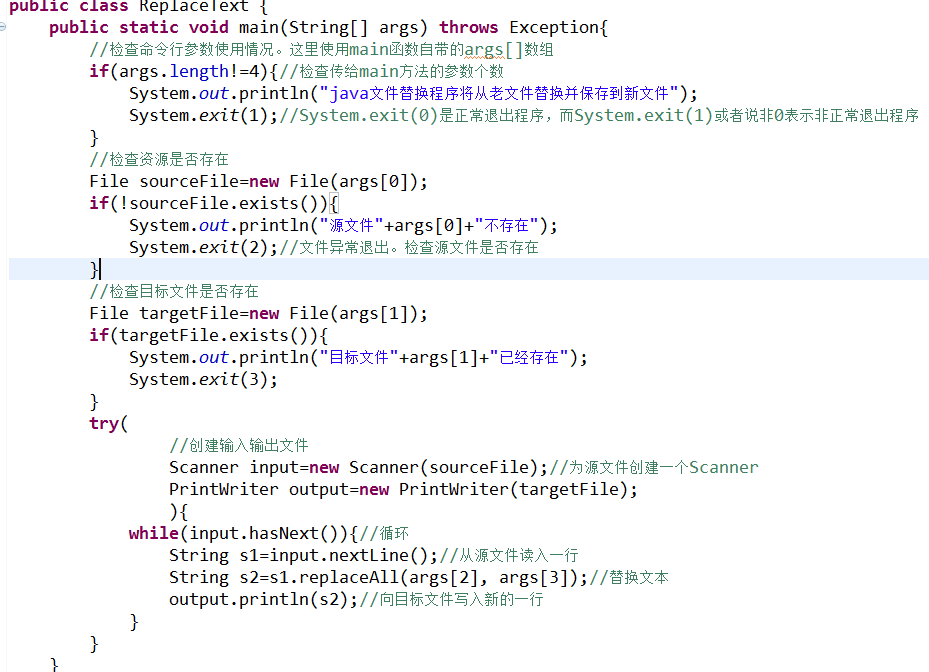 public class ReplaceText {
public static void main(String[] args) throws Exception{
//检查命令行参数使用情况。这里使用main函数自带的args[]数组
if(args.length!=4){//检查传给main方法的参数个数
System.out.println("java文件替换程序将从老文件替换并保存到新文件");
System.exit(1);//System.exit(0)是正常退出程序，而System.exit(1)或者说非0表示非正常退出程序
}
//检查资源是否存在
File sourceFile=new File(args[0]);
if(!sourceFile.exists()){
System.out.println("源文件"+args[0]+"不存在");
System.exit(2);//文件异常退出。检查源文件是否存在
}
//检查目标文件是否存在
File targetFile=new File(args[1]);
if(targetFile.exists()){
System.out.println("目标文件"+args[1]+"已经存在");
System.exit(3);
}
try(
//创建输入输出文件
Scanner input=new Scanner(sourceFile);//为源文件创建一个Scanner
PrintWriter output=new PrintWriter(targetFile);
){
while(input.hasNext()){//循环
String s1=input.nextLine();//从源文件读入一行
String s2=s1.replaceAll(args[2], args[3]);//替换文本
output.println(s2);//向目标文件写入新的一行
}
}
}